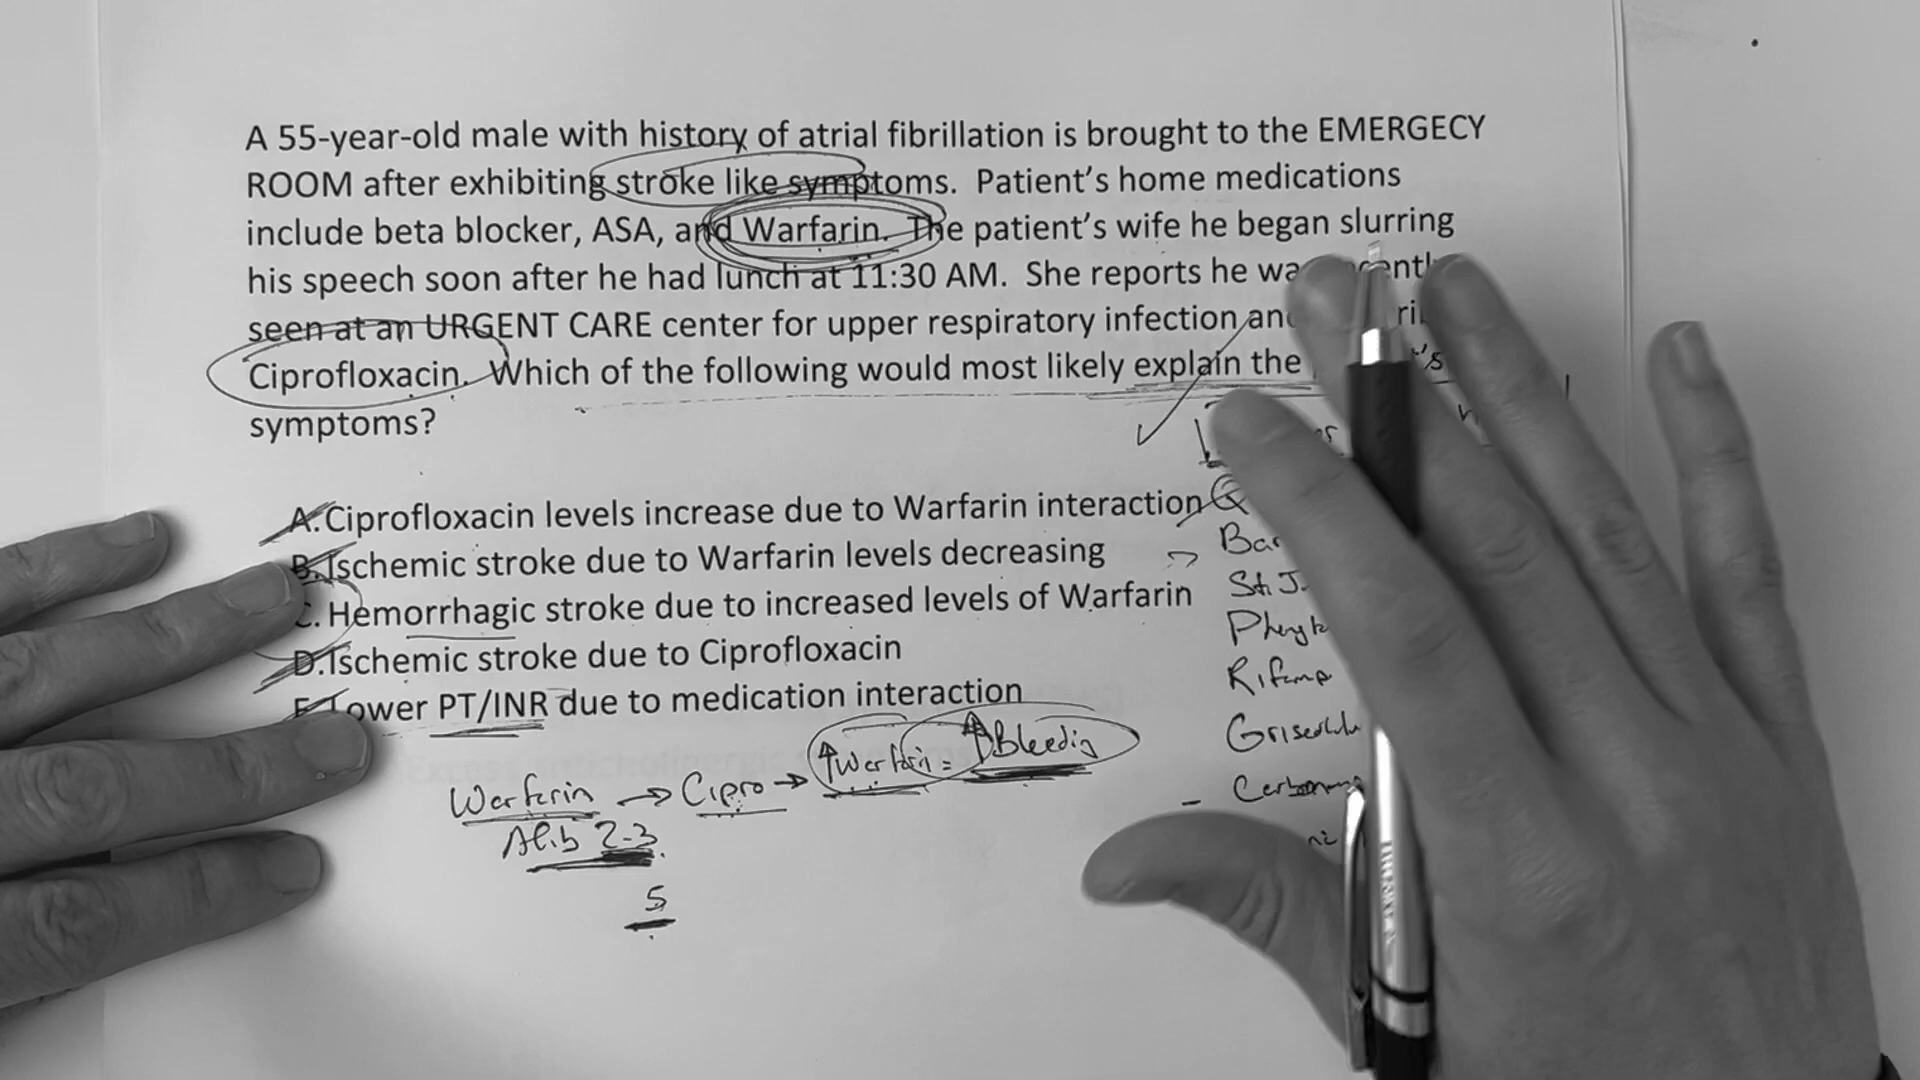 A 55-year-old male with history of atrial fibrillation is brought to the EMERGECY
ROOM after exhibiting stroke like symptoms. Patient's home medications
include beta blocker, ASA, and Warfarin. The patient's wife he began slurring
his speech soon after he had lunch at 11:30 AM. She reports he
seen at an URGENT CARE center for upper respiratory infection
Ciprofloxacin. Which of the following would most likely explain the
symptoms?
A. Ciprofloxacin levels increase due to Warfarin interaction
B. Ischemic stroke due to Warfarin levels decreasing
C. Hemorrhagic stroke due to increased levels of Warfarin
D. Ischemic stroke due to Ciprofloxacin
E. Lower PT/INR due to medication interaction
Warfarin → Cipro → ↑Warfarin = ↑Bleedin
Afib 2-3
5
St. J.